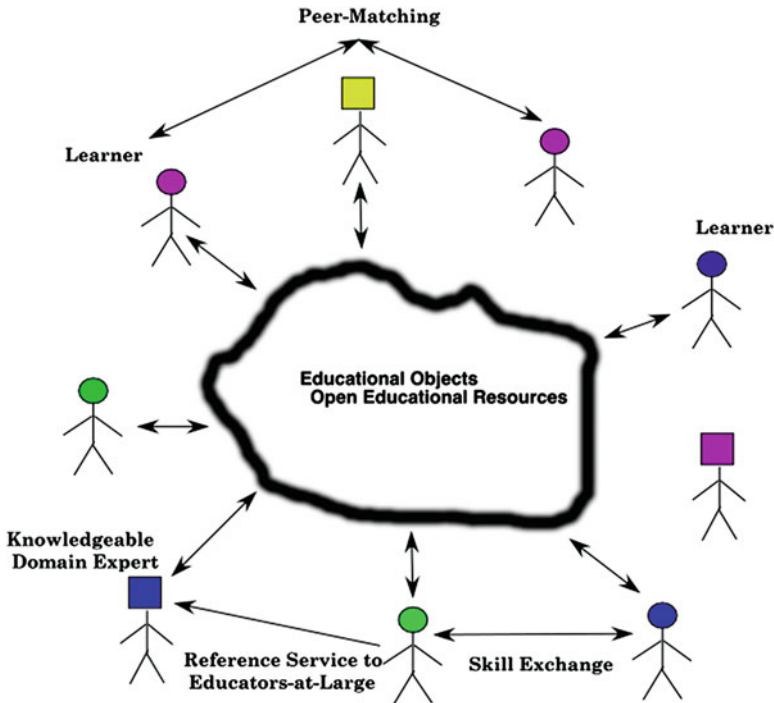 Peer-Matching
Learner
Learner
Educational Objects
Open Educational Resources
Knowledgeable
Domain Expert
Reference Service to
Educators-at-Large
Skill Exchange